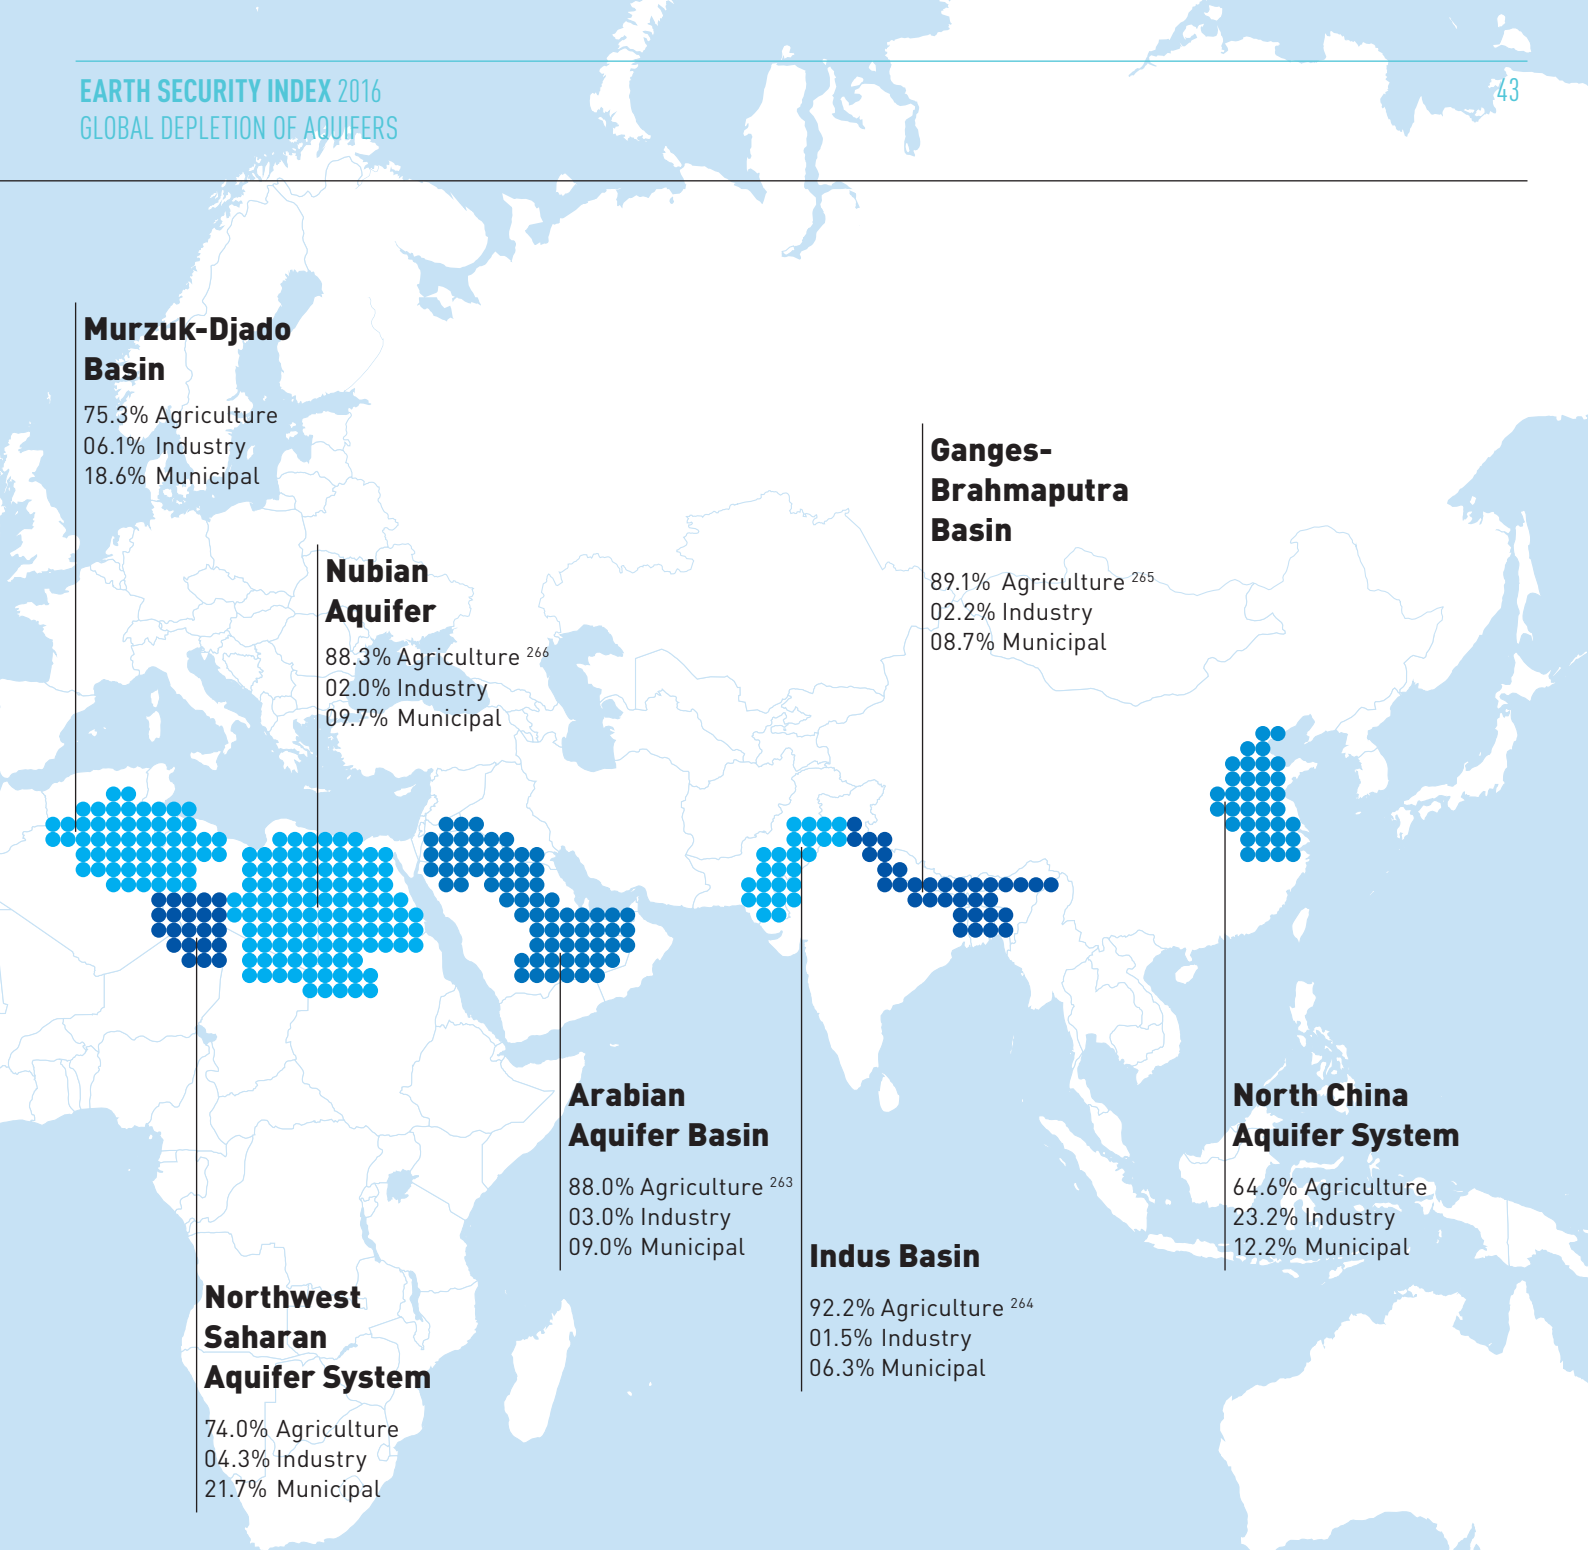 EARTH SECURITY INDEX 2016
43
GLOBAL DEPLETION OF AQUIFERS
Murzuk-Djado
Basin
75.3% Agriculture
06.1% Industry
18.6% Municipal
Nubian
Aquifer
88.3% Agriculture 266
02.0% Industry
09.7% Municipal
Ganges-
Brahmaputra
Basin
89.1% Agriculture 265
02.2% Industry
08.7% Municipal
Northwest
Saharan
Aquifer System
74.0% Agriculture
04.3% Industry
21.7% Municipal
Arabian
Aquifer Basin
88.0% Agriculture 263
03.0% Industry
09.0% Municipal
Indus Basin
92.2% Agriculture 264
01.5% Industry
06.3% Municipal
North China
Aquifer System
64.6% Agriculture
23.2% Industry
12.2% Municipal